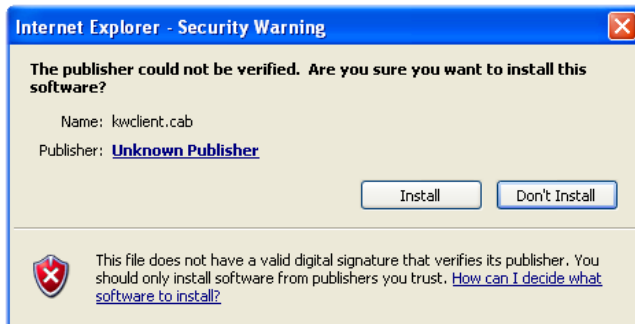 Internet Explorer - Security Warning
The publisher could not be verified. Are you sure you want to install this
software?
Name: kwclient.cab
Publisher: Unknown Publisher
Install
Don't Install
This file does not have a valid digital signature that verifies its publisher. You
should only install software from publishers you trust. How can I decide what
software to install?